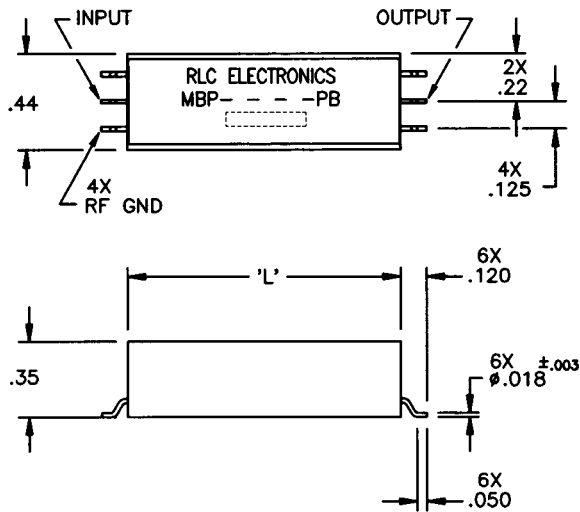 INPUT
OUTPUT
RLC ELECTRONICS
MBP- - - - -PB
.44
2X
.22
4X
.125
4X
RF GND
'L'
6X
.120
.35
6X
ø.018 ±.003
6X
.050